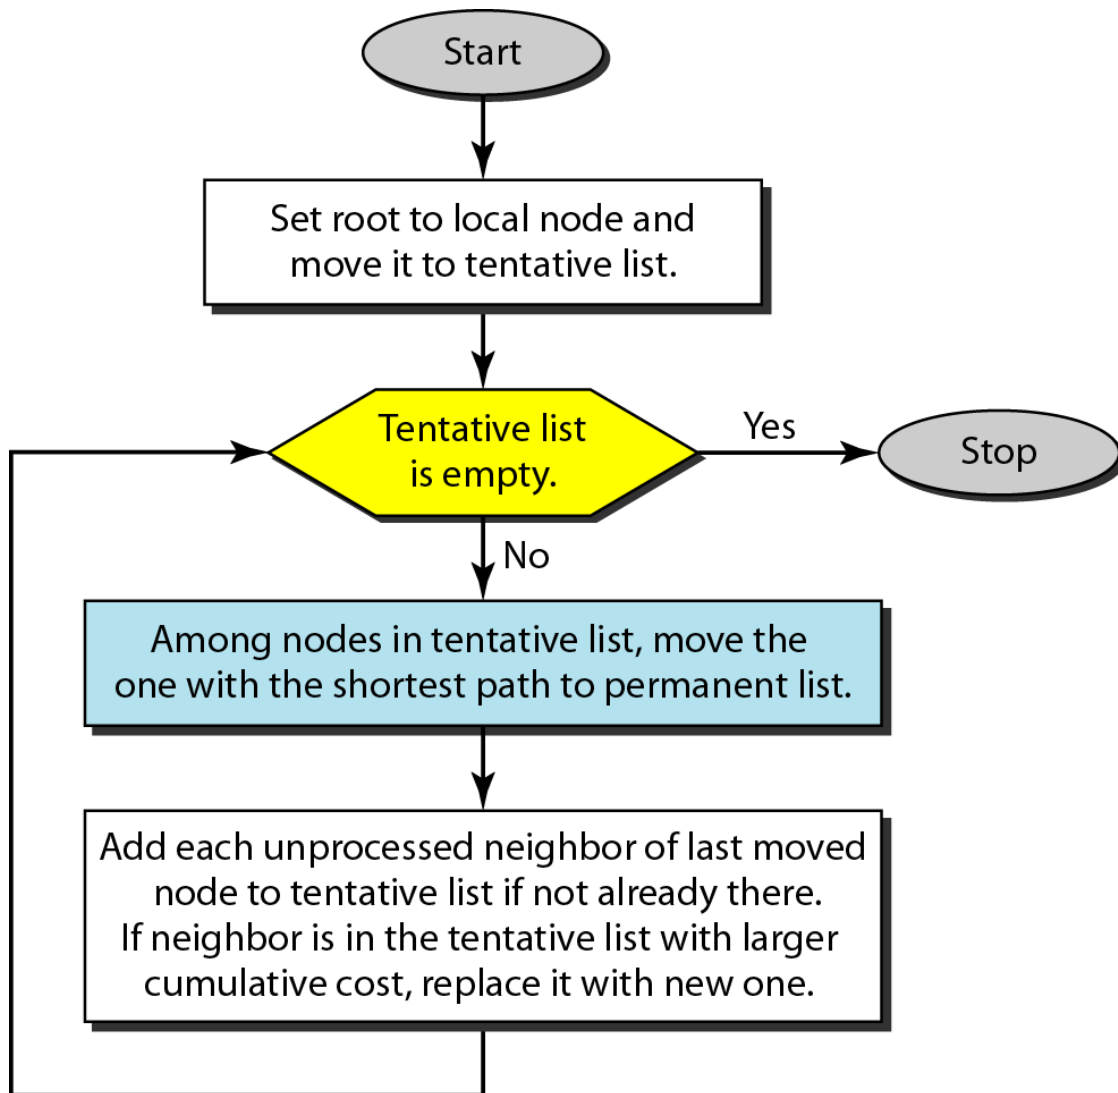 Start
Set root to local node and
move it to tentative list.
Tentative list
is empty.
Yes
Stop
No
Among nodes in tentative list, move the
one with the shortest path to permanent list.
Add each unprocessed neighbor of last moved
node to tentative list if not already there.
If neighbor is in the tentative list with larger
cumulative cost, replace it with new one.